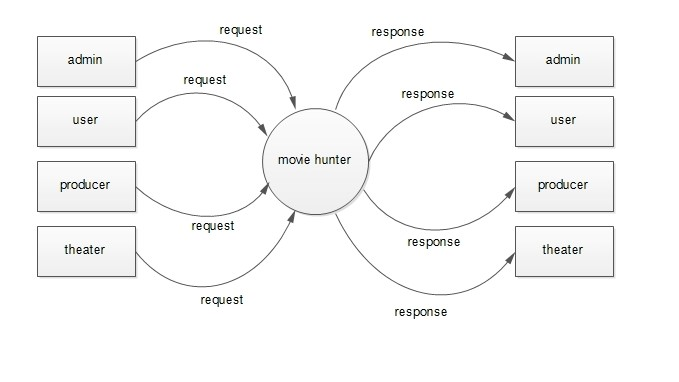 request
response
admin
admin
request
response
user
user
movie hunter
producer
producer
request
response
theater
theater
request
response